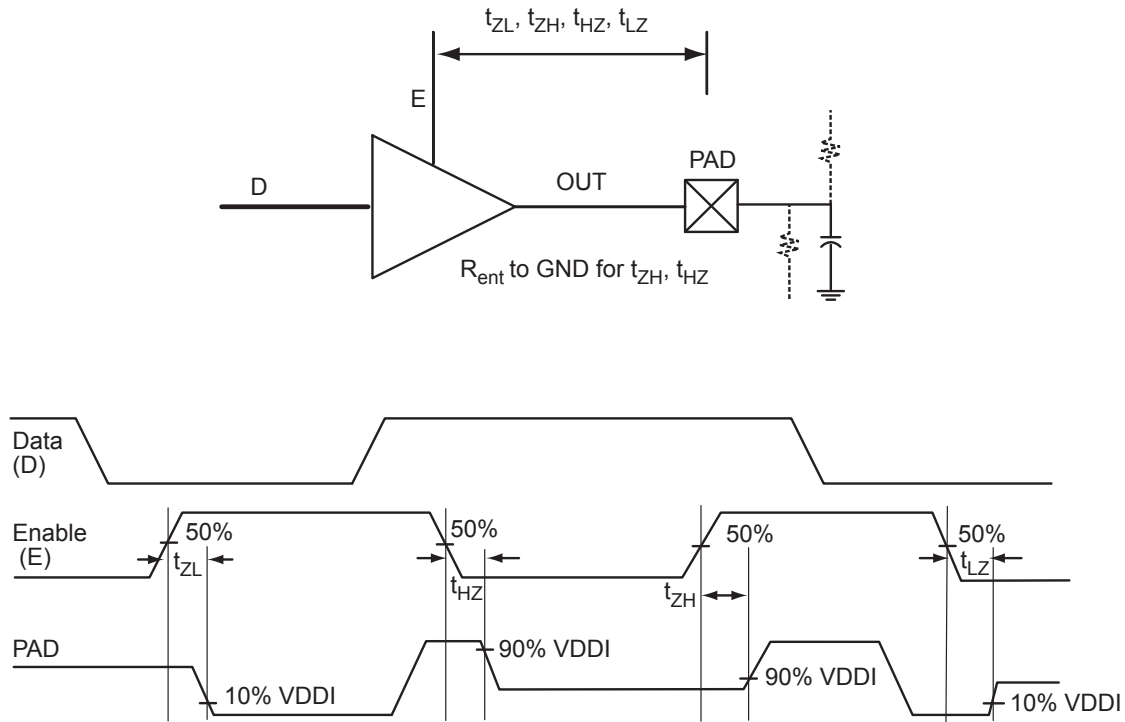 tZL, tZH, tHZ, tLZ
E
PAD
D
OUT
Rent to GND for tZH, tHZ
Data
(D)
Enable
(E)
50%
50%
50%
50%
tZL
tHZ
tZH
tLZ
PAD
90% VDDI
90% VDDI
10% VDDI
10% VDDI